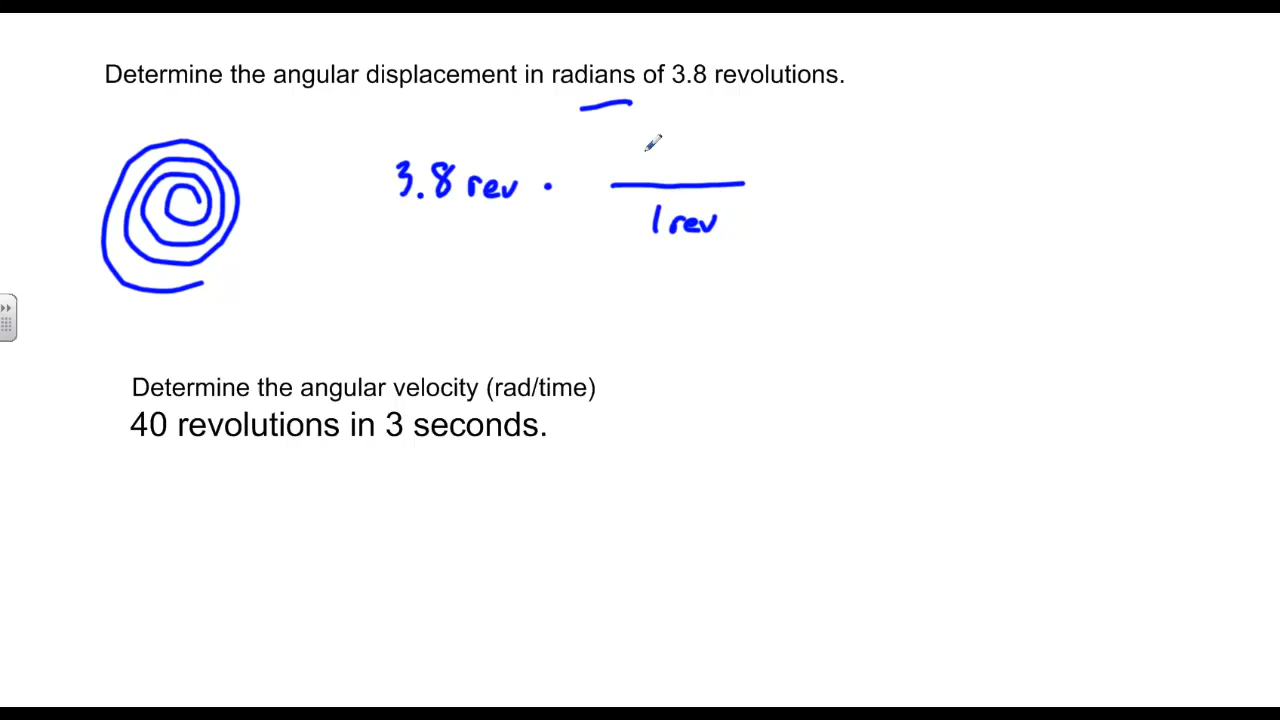 Determine the angular displacement in radians of 3.8 revolutions.
3.8 rev ·
1 rev
Determine the angular velocity (rad/time)
40 revolutions in 3 seconds.